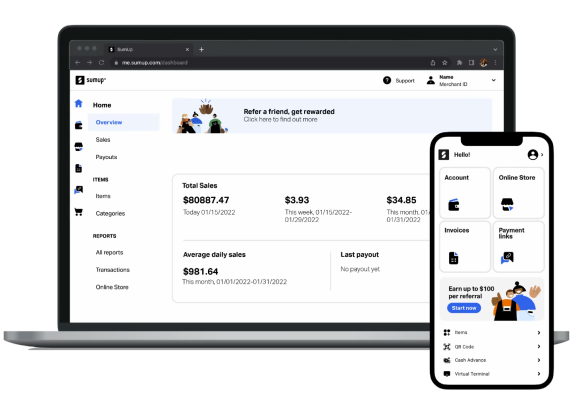 SumUp
me.sumup.com/dashboard
sumup®
Support
Name
Merchant ID
Home
Overview
Sales
Payouts
ITEMS
Items
Categories
REPORTS
All reports
Transactions
Online Store
Refer a friend, get rewarded
Click here to find out more
Total Sales
$80887.47
Today 01/15/2022
$3.93
This week, 01/15/2022-
01/29/2022
$34.85
This month, 01/
01/31/2022
Average daily sales
$981.64
This month, 01/01/2022-01/31/2022
Last payout
No payout yet
Hello!
Account
Online Store
Invoices
Payment
links
Earn up to $100
per referral
Start now
Items
QR Code
Cash Advance
Virtual Terminal